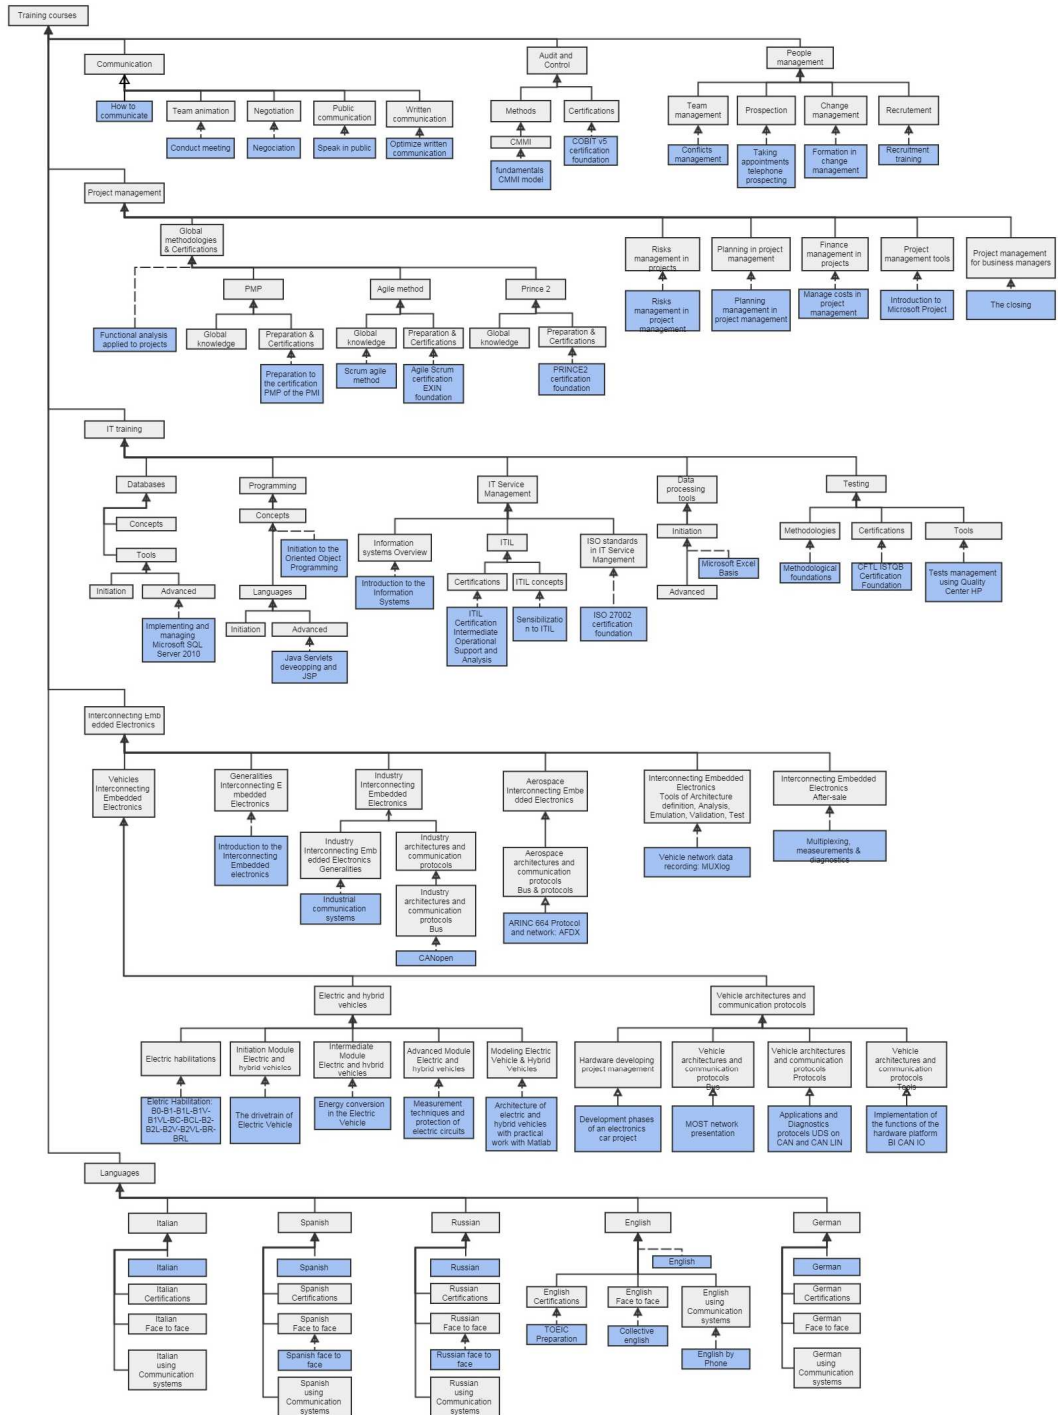 Training courses
Communication
Audit and
Control
People
management
How to
communicate
Team animation
Negotiation
Public
communication
Written
communication
Methods
Certifications
Team
management
Prospection
Change
management
Recrutement
Conduct meeting
Negociation
Speak in public
Optimize written
communication
CMMI
COBIT v5
certification
foundation
Conflicts
management
Taking
appointments
telephone
prospecting
Formation in
change
management
Recruitment
training
fundamentals
CMMI model
Project management
Global
methodologies
& Certifications
Risks
management in
projects
Planning in project
management
Finance
management in
projects
Project
management tools
Project management
for business managers
PMP
Agile method
Prince 2
Risks
management in
project management
Planning
management in
project management
Manage costs in
project
management
Introduction to
Microsoft Project
The closing
Functional analysis
applied to projects
Global
knowledge
Preparation &
Certifications
Global
knowledge
Preparation &
Certifications
Global
knowledge
Preparation &
Certifications
Preparation to
the certification
PMP of the PMI
Scrum agile
method
Agile Scrum
certification
EXIN
foundation
PRINCE2
certification
foundation
IT training
Databases
Programming
IT Service
Management
Data
processing
tools
Testing
Concepts
Concepts
Information
systems Overview
ITIL
ISO standards
in IT Service
Mangement
Initiation
Methodologies
Certifications
Tools
Tools
Initiation to the
Oriented Object
Programming
Introduction to the
Information
Systems
Certifications
ITIL concepts
Microsoft Excel
Basis
Methodological
foundations
CFTL ISTQB
Certification
Foundation
Tests management
using Quality
Center HP
Initiation
Advanced
Languages
Advanced
Implementing and
managing
Microsoft SQL
Server 2010
Initiation
Advanced
ITIL
Certification
Intermediate
Operational
Support and
Analysis
Sensibilizatio
n to ITIL
ISO 27002
certification
foundation
Java Servlets
deveopping and
JSP
Interconnecting Emb
edded Electronics
Vehicles
Interconnecting
Embedded
Electronics
Generalities
Interconnecting E
mbedded
Electronics
Industry
Interconnecting
Embedded
Electronics
Aerospace
Interconnecting Embe
dded Electronics
Interconnecting Embedded
Electronics
Tools of Architecture
definition, Analysis,
Emulation, Validation, Test
Interconnecting Embedded
Electronics
After-sale
Introduction to the
Interconnecting
Embedded
electronics
Industry
Interconnecting Emb
edded Electronics
Generalities
Industry
architectures and
communication
protocols
Aerospace
architectures and
communication
protocols
Bus & protocols
Vehicle network data
recording: MUXlog
Multiplexing,
measeurements &
diagnostics
Industrial
communication
systems
Industry
architectures and
communication
protocols
Bus
ARINC 664 Protocol
and network: AFDX
CANopen
Electric and hybrid
vehicles
Vehicle architectures and
communication protocols
Electric habilitations
Initiation Module
Electric and
hybrid vehicles
Intermediate
Module
Electric and hybrid
vehicles
Advanced Module
Electric and
hybrid vehicles
Modeling Electric
Vehicle & Hybrid
Vehicles
Hardware developing
project management
Vehicle
architectures and
communication
protocols
Bus
Vehicle architectures
and communication
protocols
Protocols
Vehicle
architectures and
communication
protocols
Tools
Eletric Habilitation:
B0-B1-B1L-B1V-
B1VL-BC-BCL-B2-
B2L-B2V-B2VL-BR-
BRL
The drivetrain of
Electric Vehicle
Energy conversion
in the Electric
Vehicle
Measurement
techniques and
protection of
electric circuits
Architecture of
electric and
hybrid vehicles
with practical
work with Matlab
Development phases
of an electronics
car project
MOST network
presentation
Applications and
Diagnostics
protocols UDS on
CAN and CAN LIN
Implementation of
the functions of the
hardware platform
BI CAN IO
Languages
Italian
Spanish
Russian
English
German
Italian
Spanish
Russian
English
German
Italian
Certifications
Spanish
Certifications
Russian
Certifications
English
Certifications
English
Face to face
English
using
Communication
systems
German
Certifications
Italian
Face to face
Spanish
Face to face
Russian
Face to face
TOEIC
Preparation
Collective
english
German
Face to face
Spanish face to
face
Russian face to
face
English by
Phone
Italian
using
Communication
systems
Spanish
using
Communication
systems
Russian
using
Communication
systems
German
using
Communication
systems